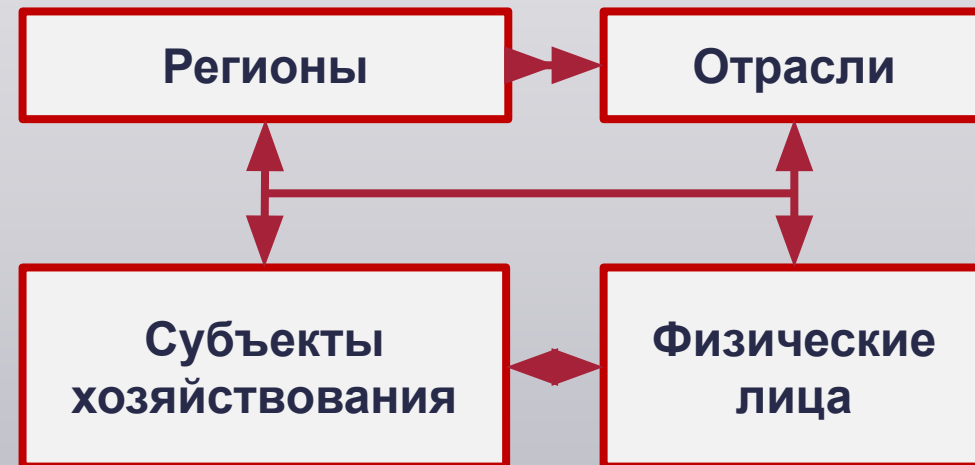 Регионы
Отрасли
Субъекты
хозяйствования
Физические
лица